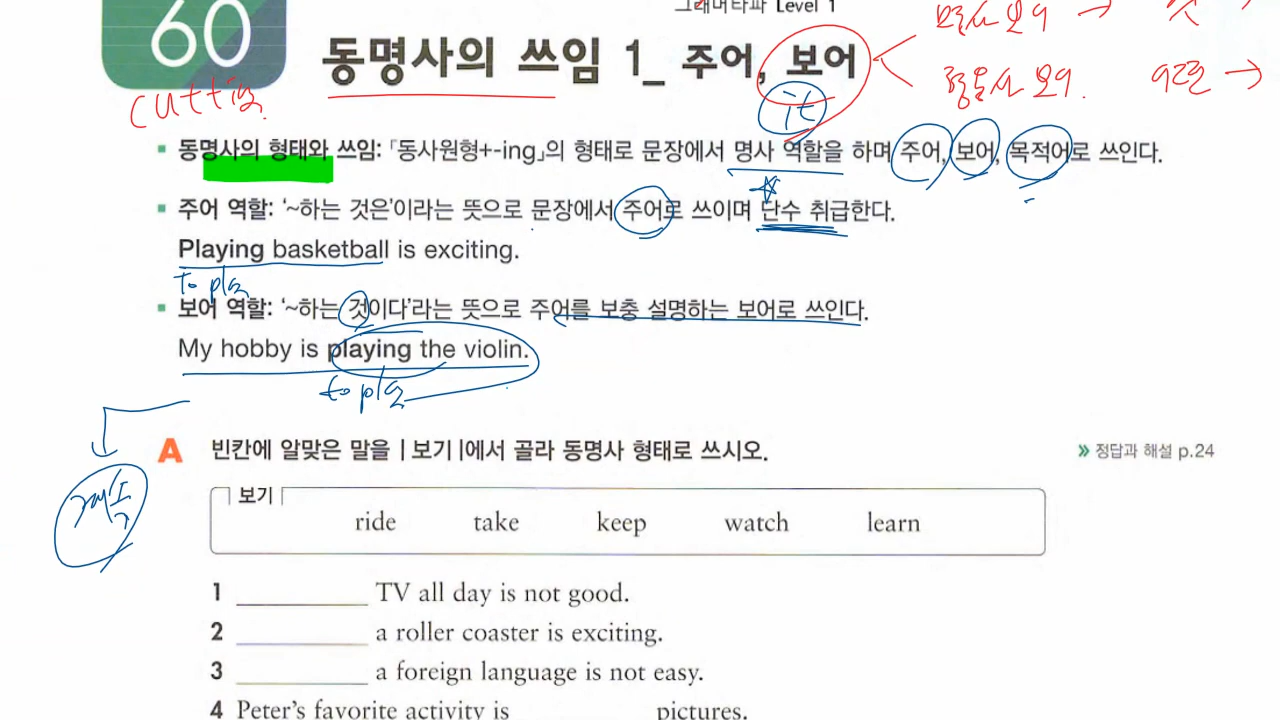 그래머타파 Level 1
60
동명사의 쓰임 1_ 주어, 보어
cutting
it
동명사의 형태와 쓰임: 「동사원형+-ing」의 형태로 문장에서 명사 역할을 하며 주어, 보어, 목적어로 쓰인다.
주어 역할: ‘~하는 것은’이라는 뜻으로 문장에서 주어로 쓰이며 단수 취급한다.
Playing basketball is exciting.
to play
보어 역할: ‘~하는 것이다’라는 뜻으로 주어를 보충 설명하는 보어로 쓰인다.
My hobby is playing the violin.
to play
A 빈칸에 알맞은 말을 |보기|에서 골라 동명사 형태로 쓰시오.
» 정답과 해설 p.24
보기
ride take keep watch learn
1 __________ TV all day is not good.
2 __________ a roller coaster is exciting.
3 __________ a foreign language is not easy.
4 Peter’s favorite activity is __________ pictures.